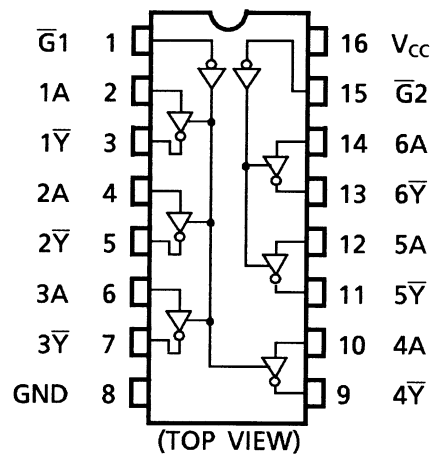 G̅1 1 16 VCC
1A 2 15 G̅2
1Y̅ 3 14 6A
2A 4 13 6Y̅
2Y̅ 5 12 5A
3A 6 11 5Y̅
3Y̅ 7 10 4A
GND 8 9 4Y̅
(TOP VIEW)